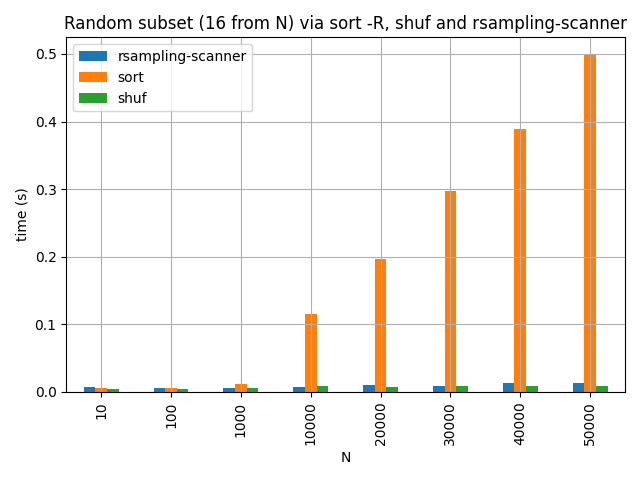 Random subset (16 from N) via sort -R, shuf and rsampling-scanner
rsampling-scanner
sort
shuf
0.5
0.4
0.3
0.2
0.1
0.0
time (s)
10
100
1000
10000
20000
30000
40000
50000
N